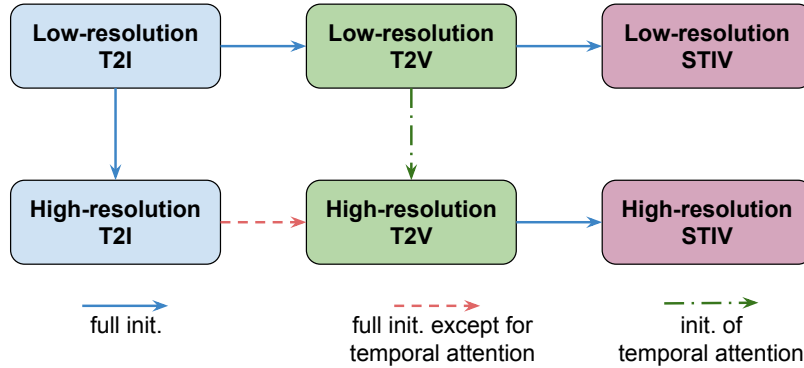 Low-resolution
T2I
Low-resolution
T2V
Low-resolution
STIV
High-resolution
T2I
High-resolution
T2V
High-resolution
STIV
full init.
full init. except for
temporal attention
init. of
temporal attention